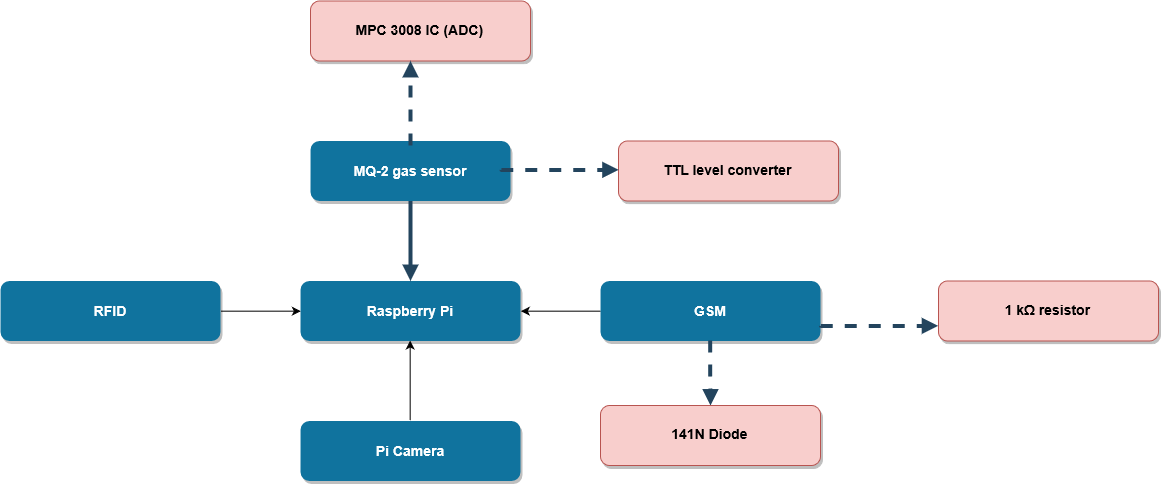 MPC 3008 IC (ADC)
MQ-2 gas sensor
TTL level converter
RFID
Raspberry Pi
GSM
1 kΩ resistor
141N Diode
Pi Camera